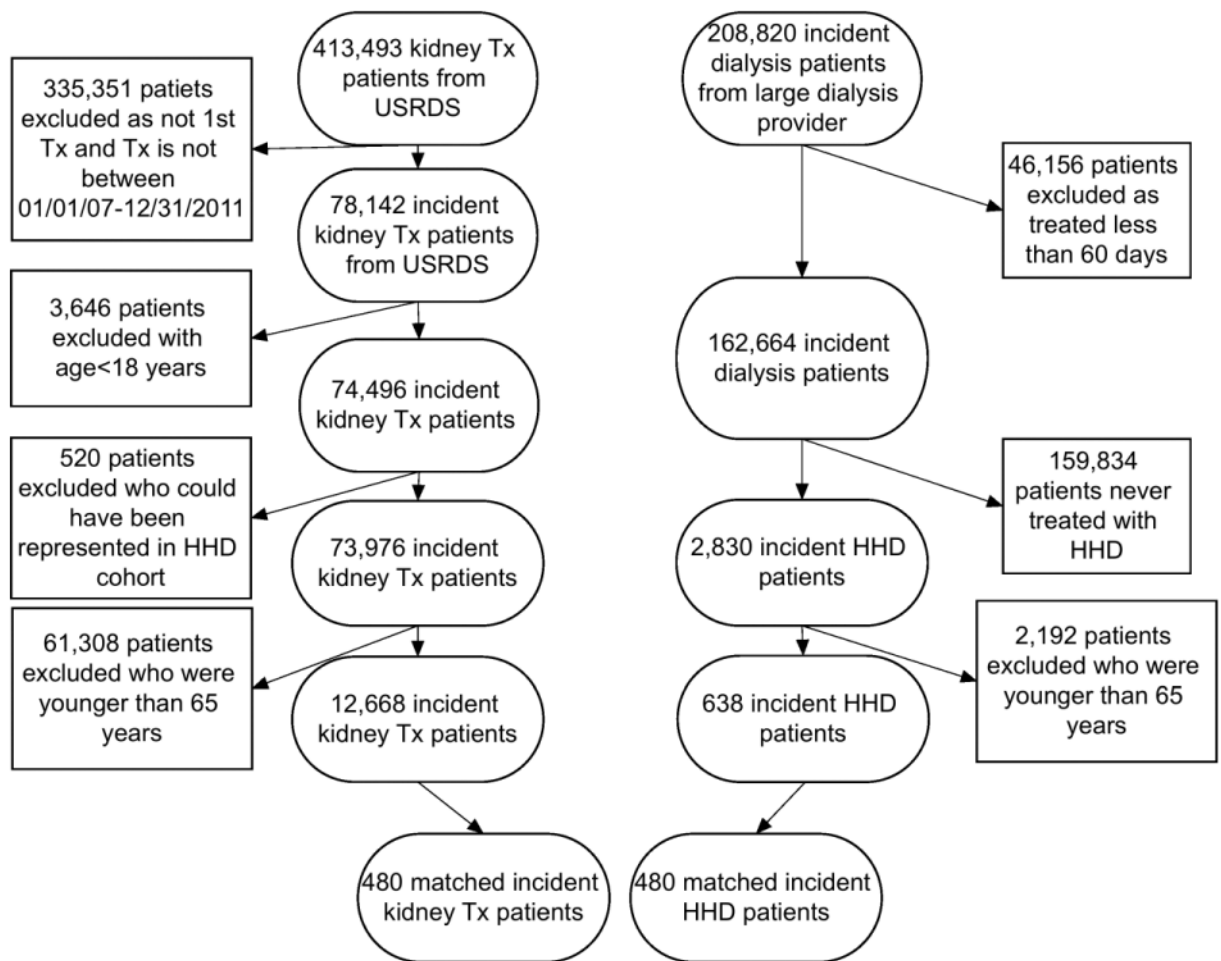 413,493 kidney Tx
patients from
USRDS
335,351 patiets
excluded as not 1st
Tx and Tx is not
between
01/01/07-12/31/2011
78,142 incident
kidney Tx patients
from USRDS
3,646 patients
excluded with
age<18 years
74,496 incident
kidney Tx patients
520 patients
excluded who could
have been
represented in HHD
cohort
73,976 incident
kidney Tx patients
61,308 patients
excluded who were
younger than 65
years
12,668 incident
kidney Tx patients
480 matched incident
kidney Tx patients
208,820 incident
dialysis patients
from large dialysis
provider
46,156 patients
excluded as
treated less
than 60 days
162,664 incident
dialysis patients
159,834
patients never
treated with
HHD
2,830 incident HHD
patients
2,192 patients
excluded who were
younger than 65
years
638 incident HHD
patients
480 matched incident
HHD patients